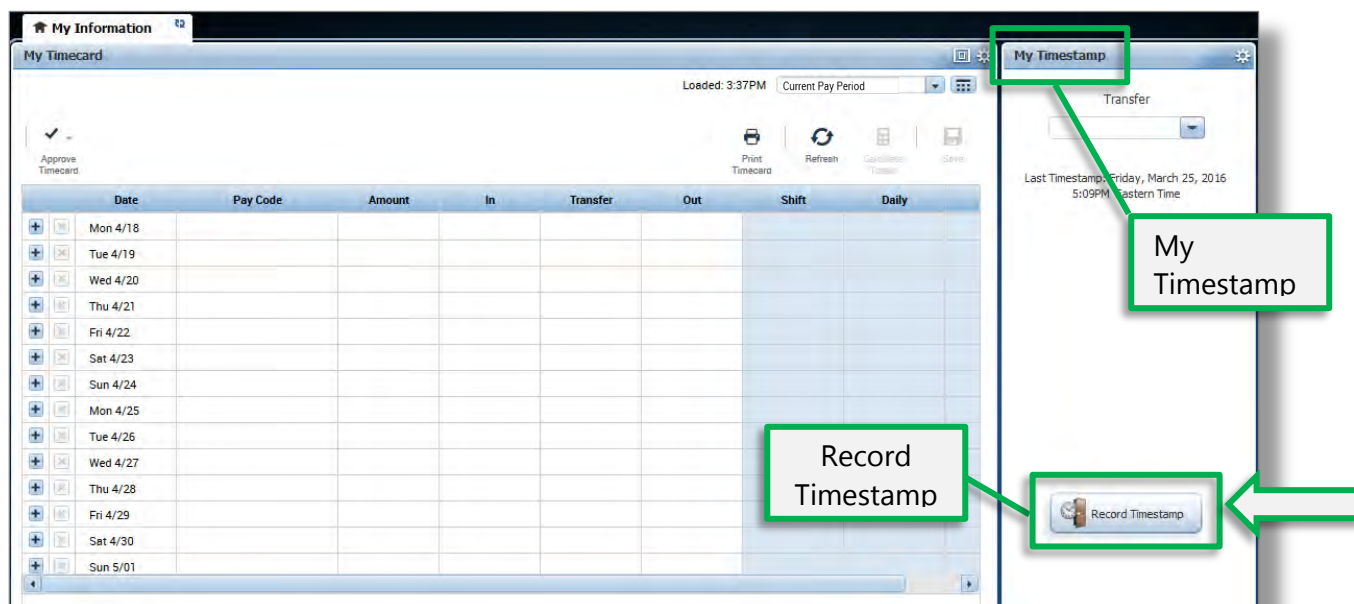 My Information
My Timecard
My Timestamp
Loaded: 3:37PM Current Pay Period
Transfer
Approve Timecard
Print Timecard
Refresh
Save
Last Timestamp: Friday, March 25, 2016
5:09PM Eastern Time
Date Pay Code Amount In Transfer Out Shift Daily
Mon 4/18
Tue 4/19
Wed 4/20
Thu 4/21
Fri 4/22
Sat 4/23
Sun 4/24
Mon 4/25
Tue 4/26
Wed 4/27
Thu 4/28
Fri 4/29
Sat 4/30
Sun 5/01
My
Timestamp
Record
Timestamp
Record Timestamp